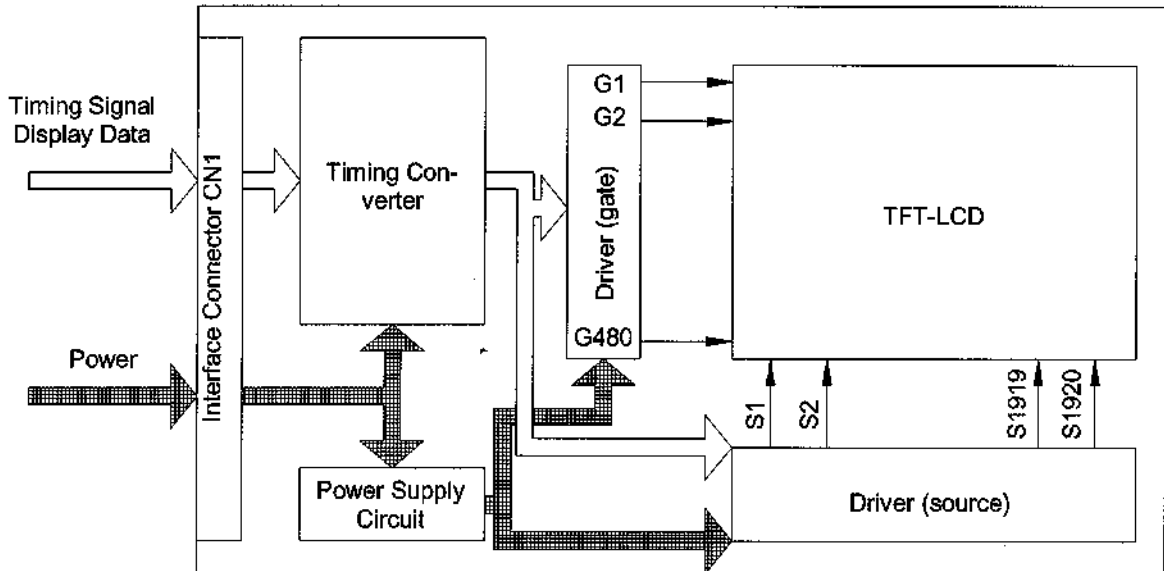 Timing Signal
Display Data
Power
Interface Connector CN1
Timing Con-
verter
Power Supply
Circuit
G1
G2
Driver (gate)
G480
TFT-LCD
S1
S2
S1919
S1920
Driver (source)